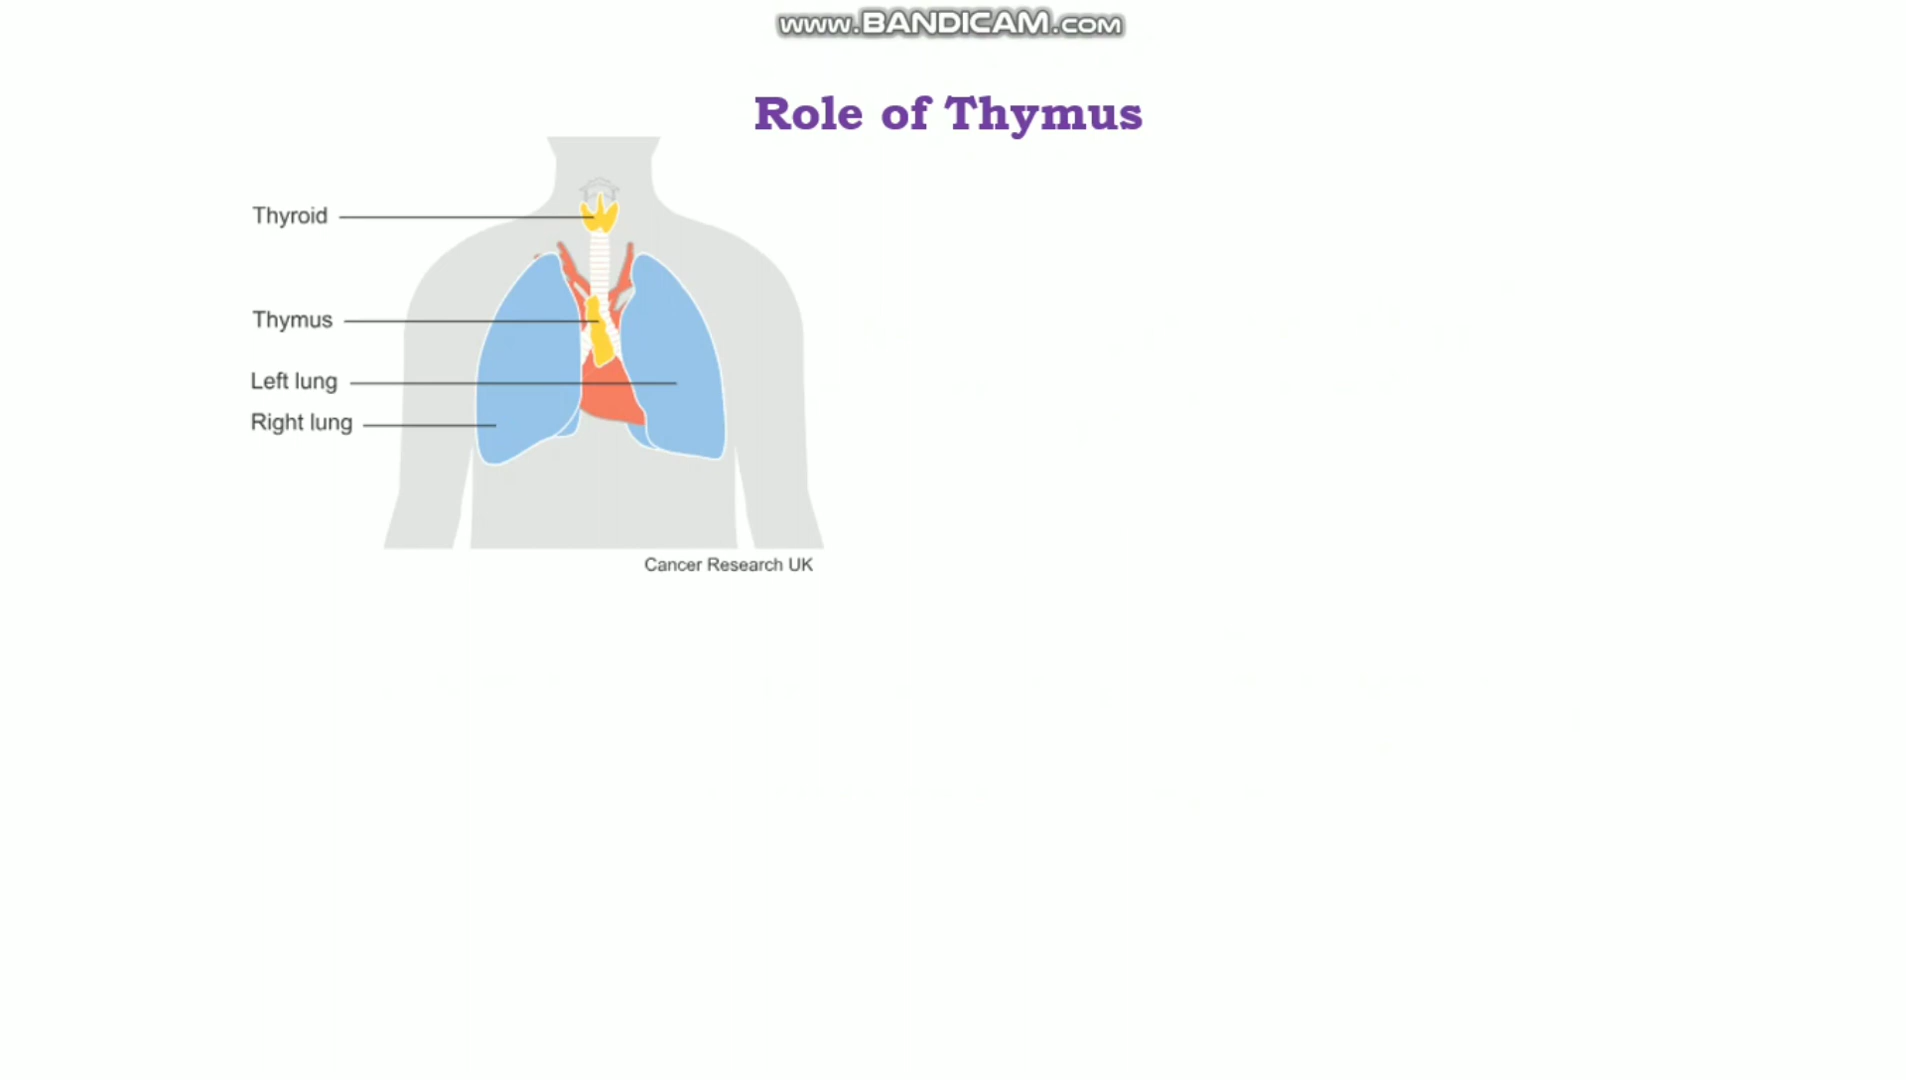 www.BANDICAM.com
Role of Thymus
Thyroid
Thymus
Left lung
Right lung
Cancer Research UK